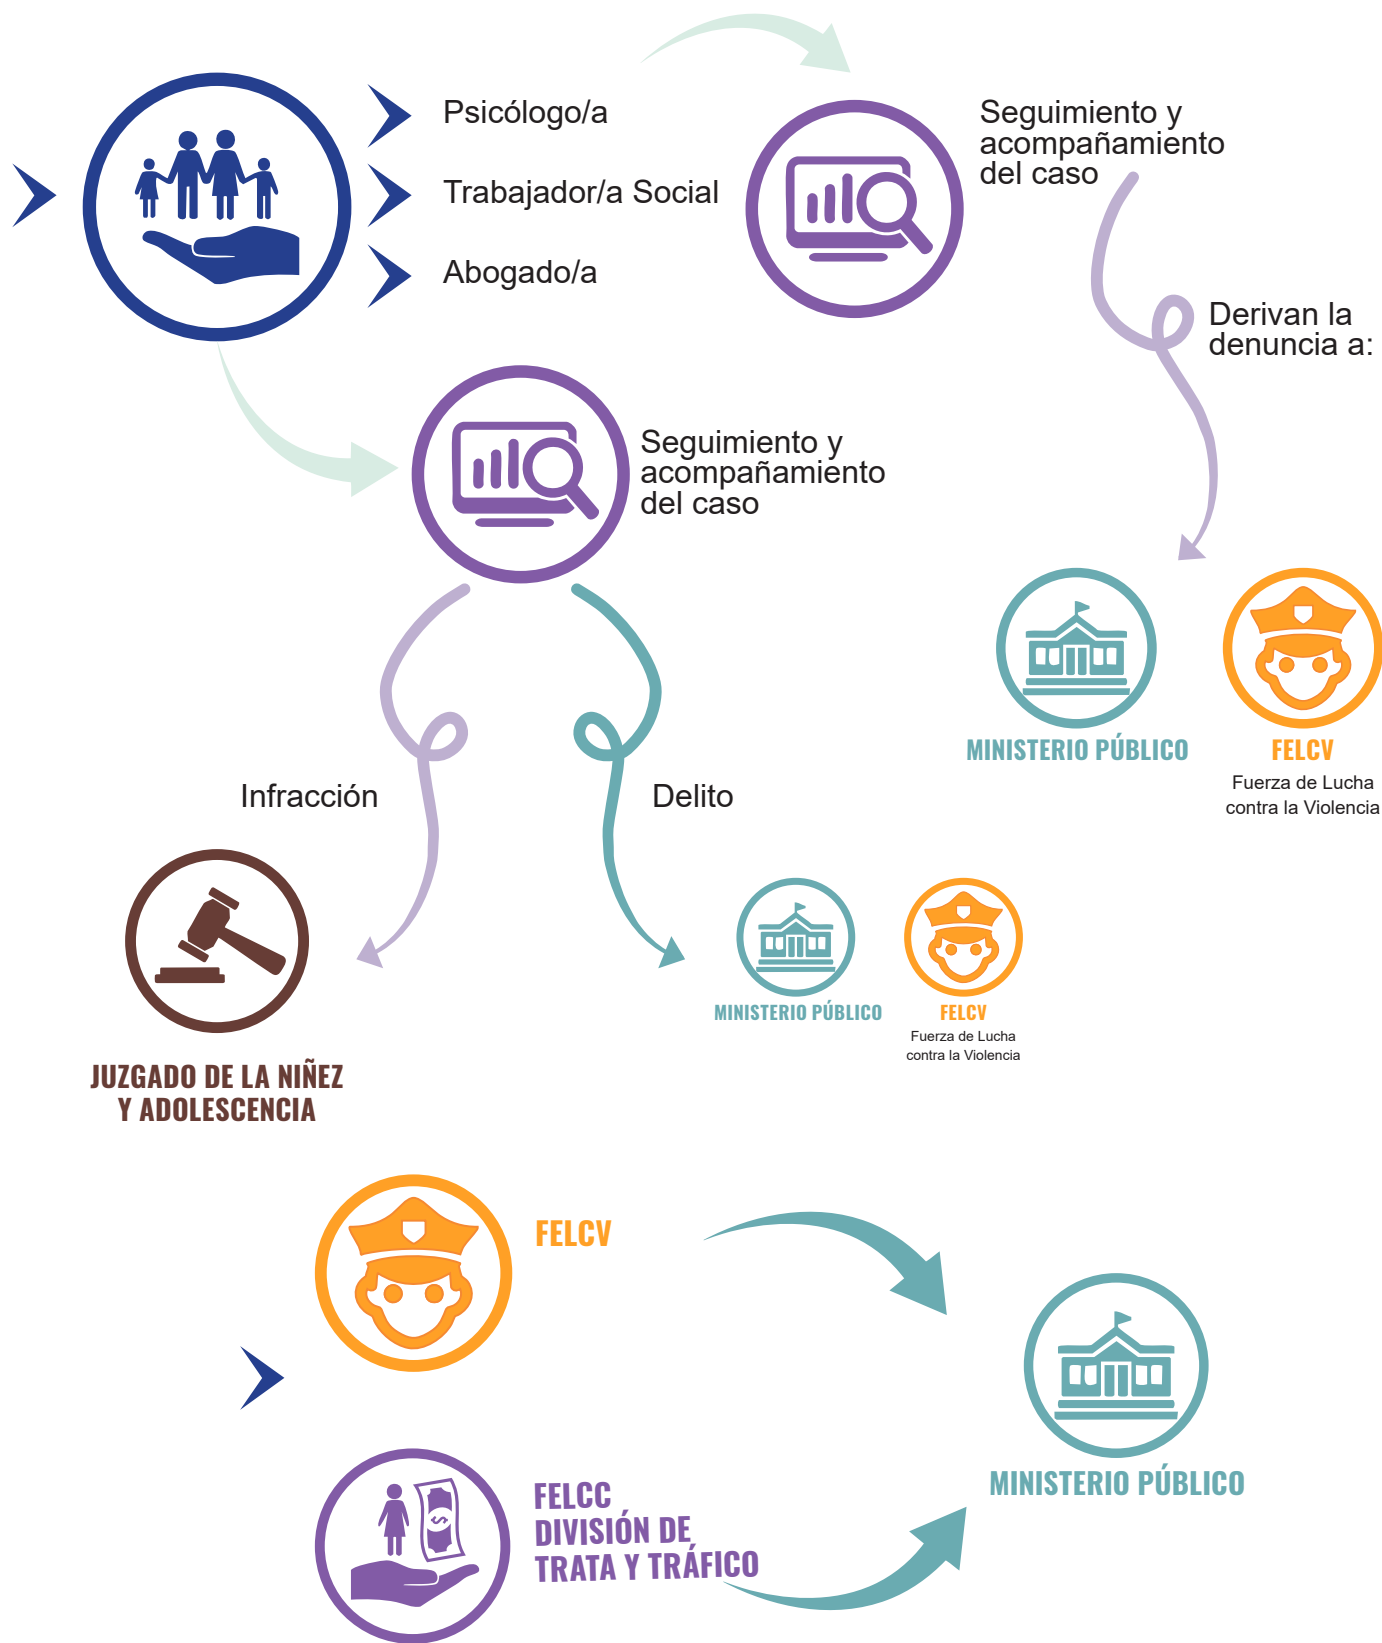 Psicólogo/a
Trabajador/a Social
Abogado/a
Seguimiento y
acompañamiento
del caso
Derivan la
denuncia a:
Seguimiento y
acompañamiento
del caso
MINISTERIO PÚBLICO
FELCV
Fuerza de Lucha
contra la Violencia
Infracción
Delito
JUZGADO DE LA NIÑEZ
Y ADOLESCENCIA
MINISTERIO PÚBLICO
FELCV
Fuerza de Lucha
contra la Violencia
FELCV
FELCC
DIVISIÓN DE
TRATA Y TRÁFICO
MINISTERIO PÚBLICO